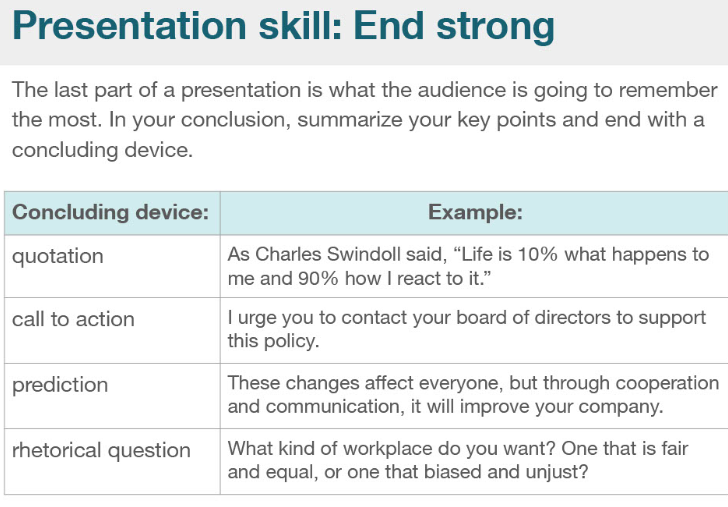 Presentation skill: End strong
The last part of a presentation is what the audience is going to remember
the most. In your conclusion, summarize your key points and end with a
concluding device.
Concluding device:
Example:
quotation
As Charles Swindoll said, “Life is 10% what happens to
me and 90% how I react to it.”
call to action
I urge you to contact your board of directors to support
this policy.
prediction
These changes affect everyone, but through cooperation
and communication, it will improve your company.
rhetorical question
What kind of workplace do you want? One that is fair
and equal, or one that biased and unjust?